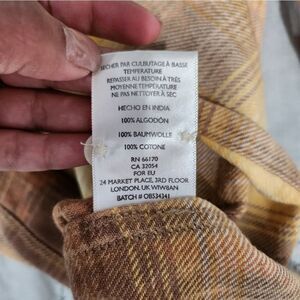 SÉCHER PAR CULBUTAGE À BASSE
TEMPÉRATURE
REPASSER AU BESOIN À TRÈS
MOYENNE TEMPÉRATURE
NE PAS NETTOYER À SEC
HECHO EN INDIA
100% ALGODÓN
100% BAUMWOLLE
100% COTONE
RN 66170
CA 32054
FOR EU
24 MARKET PLACE, 3RD FLOOR
LONDON. UK W1W8AN
BATCH # OB534341